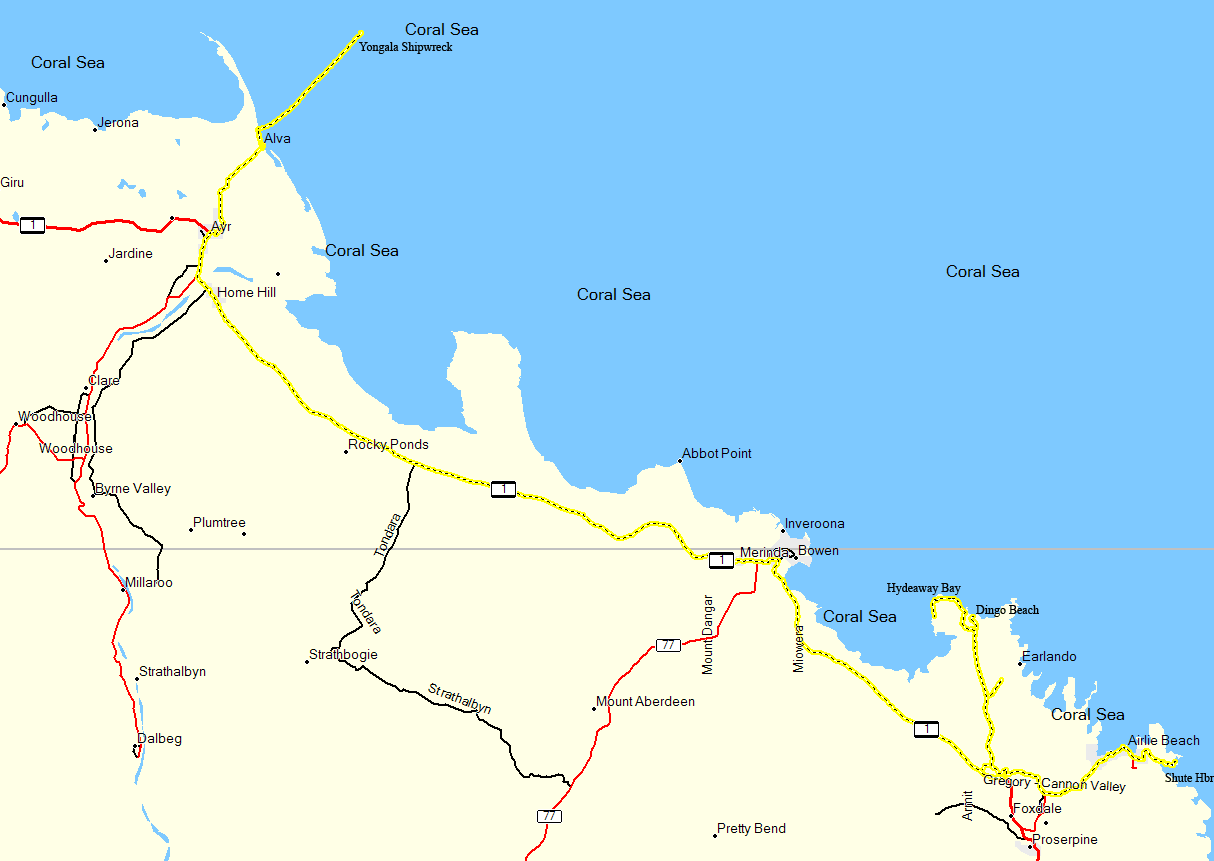 Coral Sea
Yongala Shipwreck
Coral Sea
Cungulla
Jerona
Alva
Giru
1
Ayr
Jardine
Coral Sea
Coral Sea
Coral Sea
Home Hill
Clare
Woodhouse
Woodhouse
Rocky Ponds
Abbot Point
Byrne Valley
1
Plumtree
Tondara
Inveroona
Merinda
Bowen
1
Millaroo
Tondara
Hydeaway Bay
Dingo Beach
Coral Sea
Mount Dangar
Miowera
77
Strathbogie
Earlando
Strathalbyn
Strathalbyn
Mount Aberdeen
Coral Sea
1
Dalbeg
Airlie Beach
Shute Hbr
Gregory - Cannon Valley
Armit
Foxdale
77
Pretty Bend
Proserpine